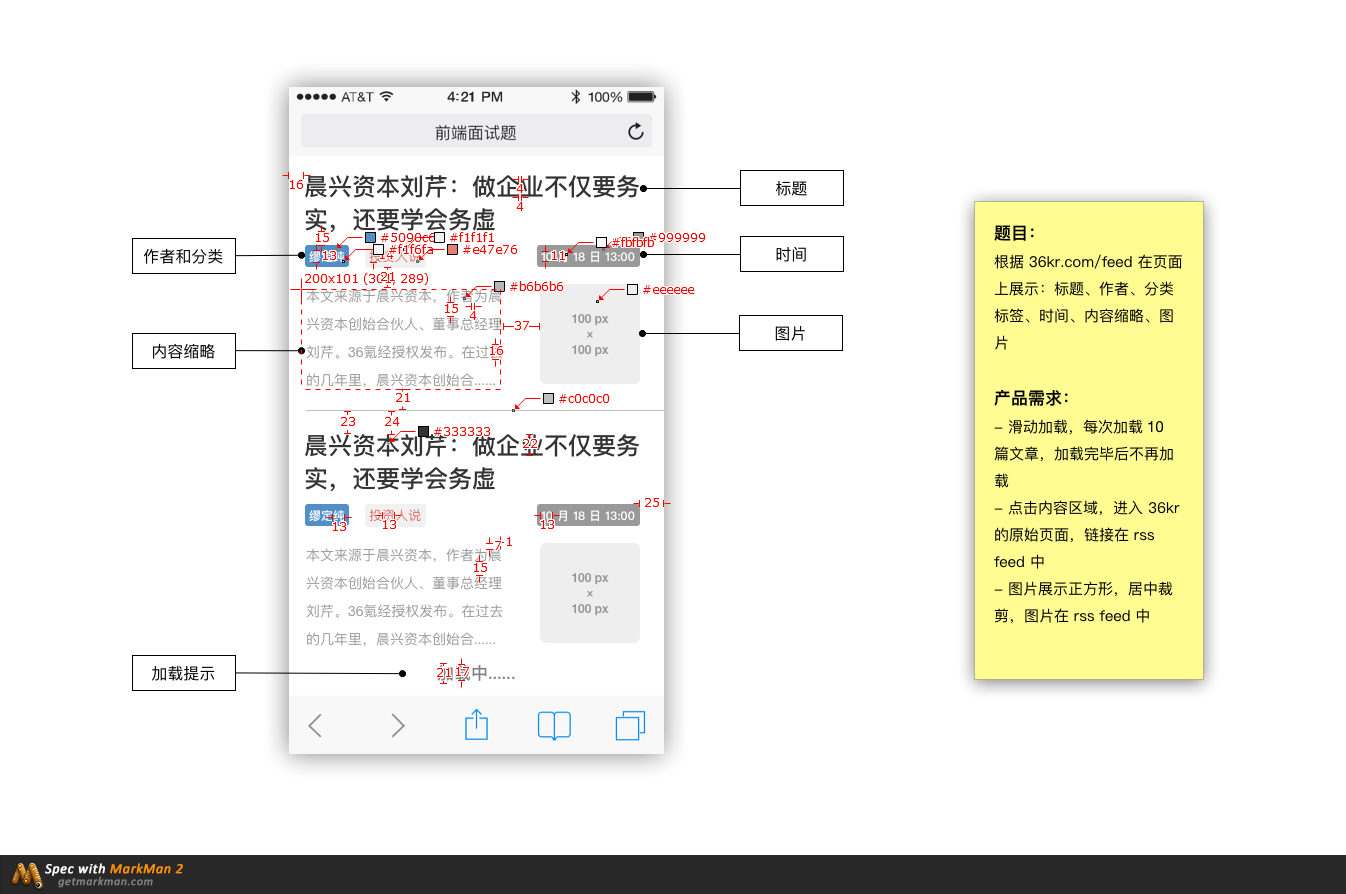 AT&T 4:21 PM 100%
前端面试题
16
晨兴资本刘芹：做企业不仅要务
4
4
实，还要学会务虚
标题
15 #5090c6 #f1f1f1 #fbfbfb #999999
作者和分类
缪定纯 13 #f1f6fa 14 投资人说 #e47e76 11 月 18 日 13:00
时间
21
200x101 (301, 289)
#b6b6b6 #eeeeee
本文来源于晨兴资本，作者为晨
15 4
兴资本创始合伙人、董事总经理
37
100 px
×
100 px
图片
内容缩略
刘芹。36氪经授权发布。在过去
16
的几年里，晨兴资本创始合......
21 #c0c0c0
23 24 #333333 22
晨兴资本刘芹：做企业不仅要务
实，还要学会务虚
25
缪定纯 投资人说 月 18 日 13:00
13 13 13
7 1
本文来源于晨兴资本，作者为晨
15
兴资本创始合伙人、董事总经理
100 px
×
100 px
刘芹。36氪经授权发布。在过去
的几年里，晨兴资本创始合......
加载提示
21 17 加载中......
题目：
根据 36kr.com/feed 在页面
上展示：标题、作者、分类
标签、时间、内容缩略、图
片
产品需求：
- 滑动加载，每次加载 10
篇文章，加载完毕后不再加
载
- 点击内容区域，进入 36kr
的原始页面，链接在 rss
feed 中
- 图片展示正方形，居中裁
剪，图片在 rss feed 中
Spec with MarkMan 2
getmarkman.com